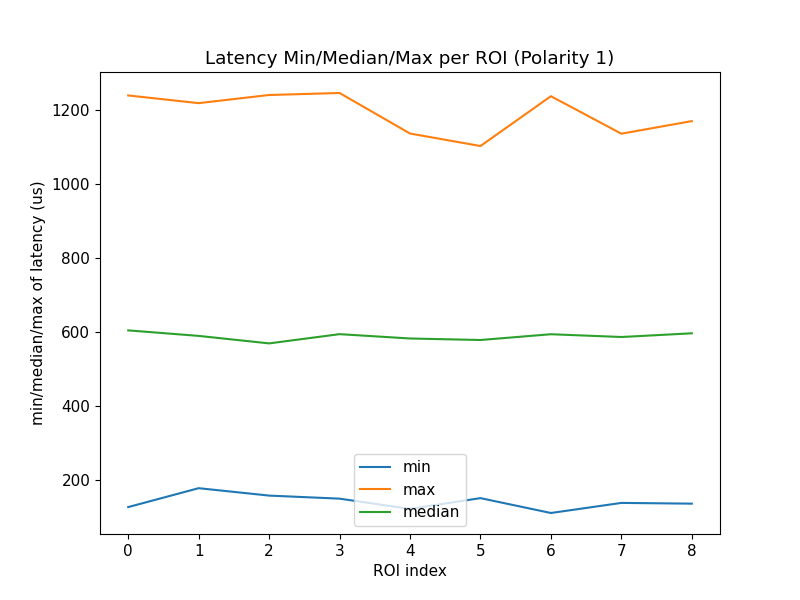 Latency Min/Median/Max per ROI (Polarity 1)
min/median/max of latency (us)
1200
1000
800
600
400
200
min
max
median
0 1 2 3 4 5 6 7 8
ROI index